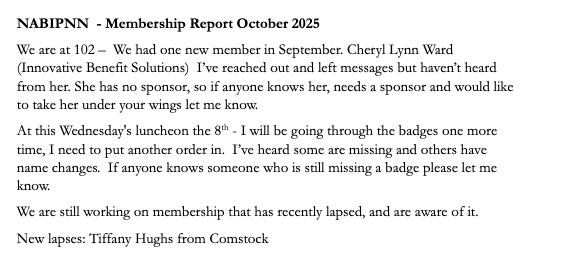 NABIPNN  - Membership Report October 2025
We are at 102 –  We had one new member in September. Cheryl Lynn Ward
(Innovative Benefit Solutions)  I've reached out and left messages but haven't heard
from her. She has no sponsor, so if anyone knows her, needs a sponsor and would like
to take her under your wings let me know.
At this Wednesday's luncheon the 8th - I will be going through the badges one more
time, I need to put another order in.  I've heard some are missing and others have
name changes.  If anyone knows someone who is still missing a badge please let me
know.
We are still working on membership that has recently lapsed, and are aware of it.
New lapses: Tiffany Hughs from Comstock